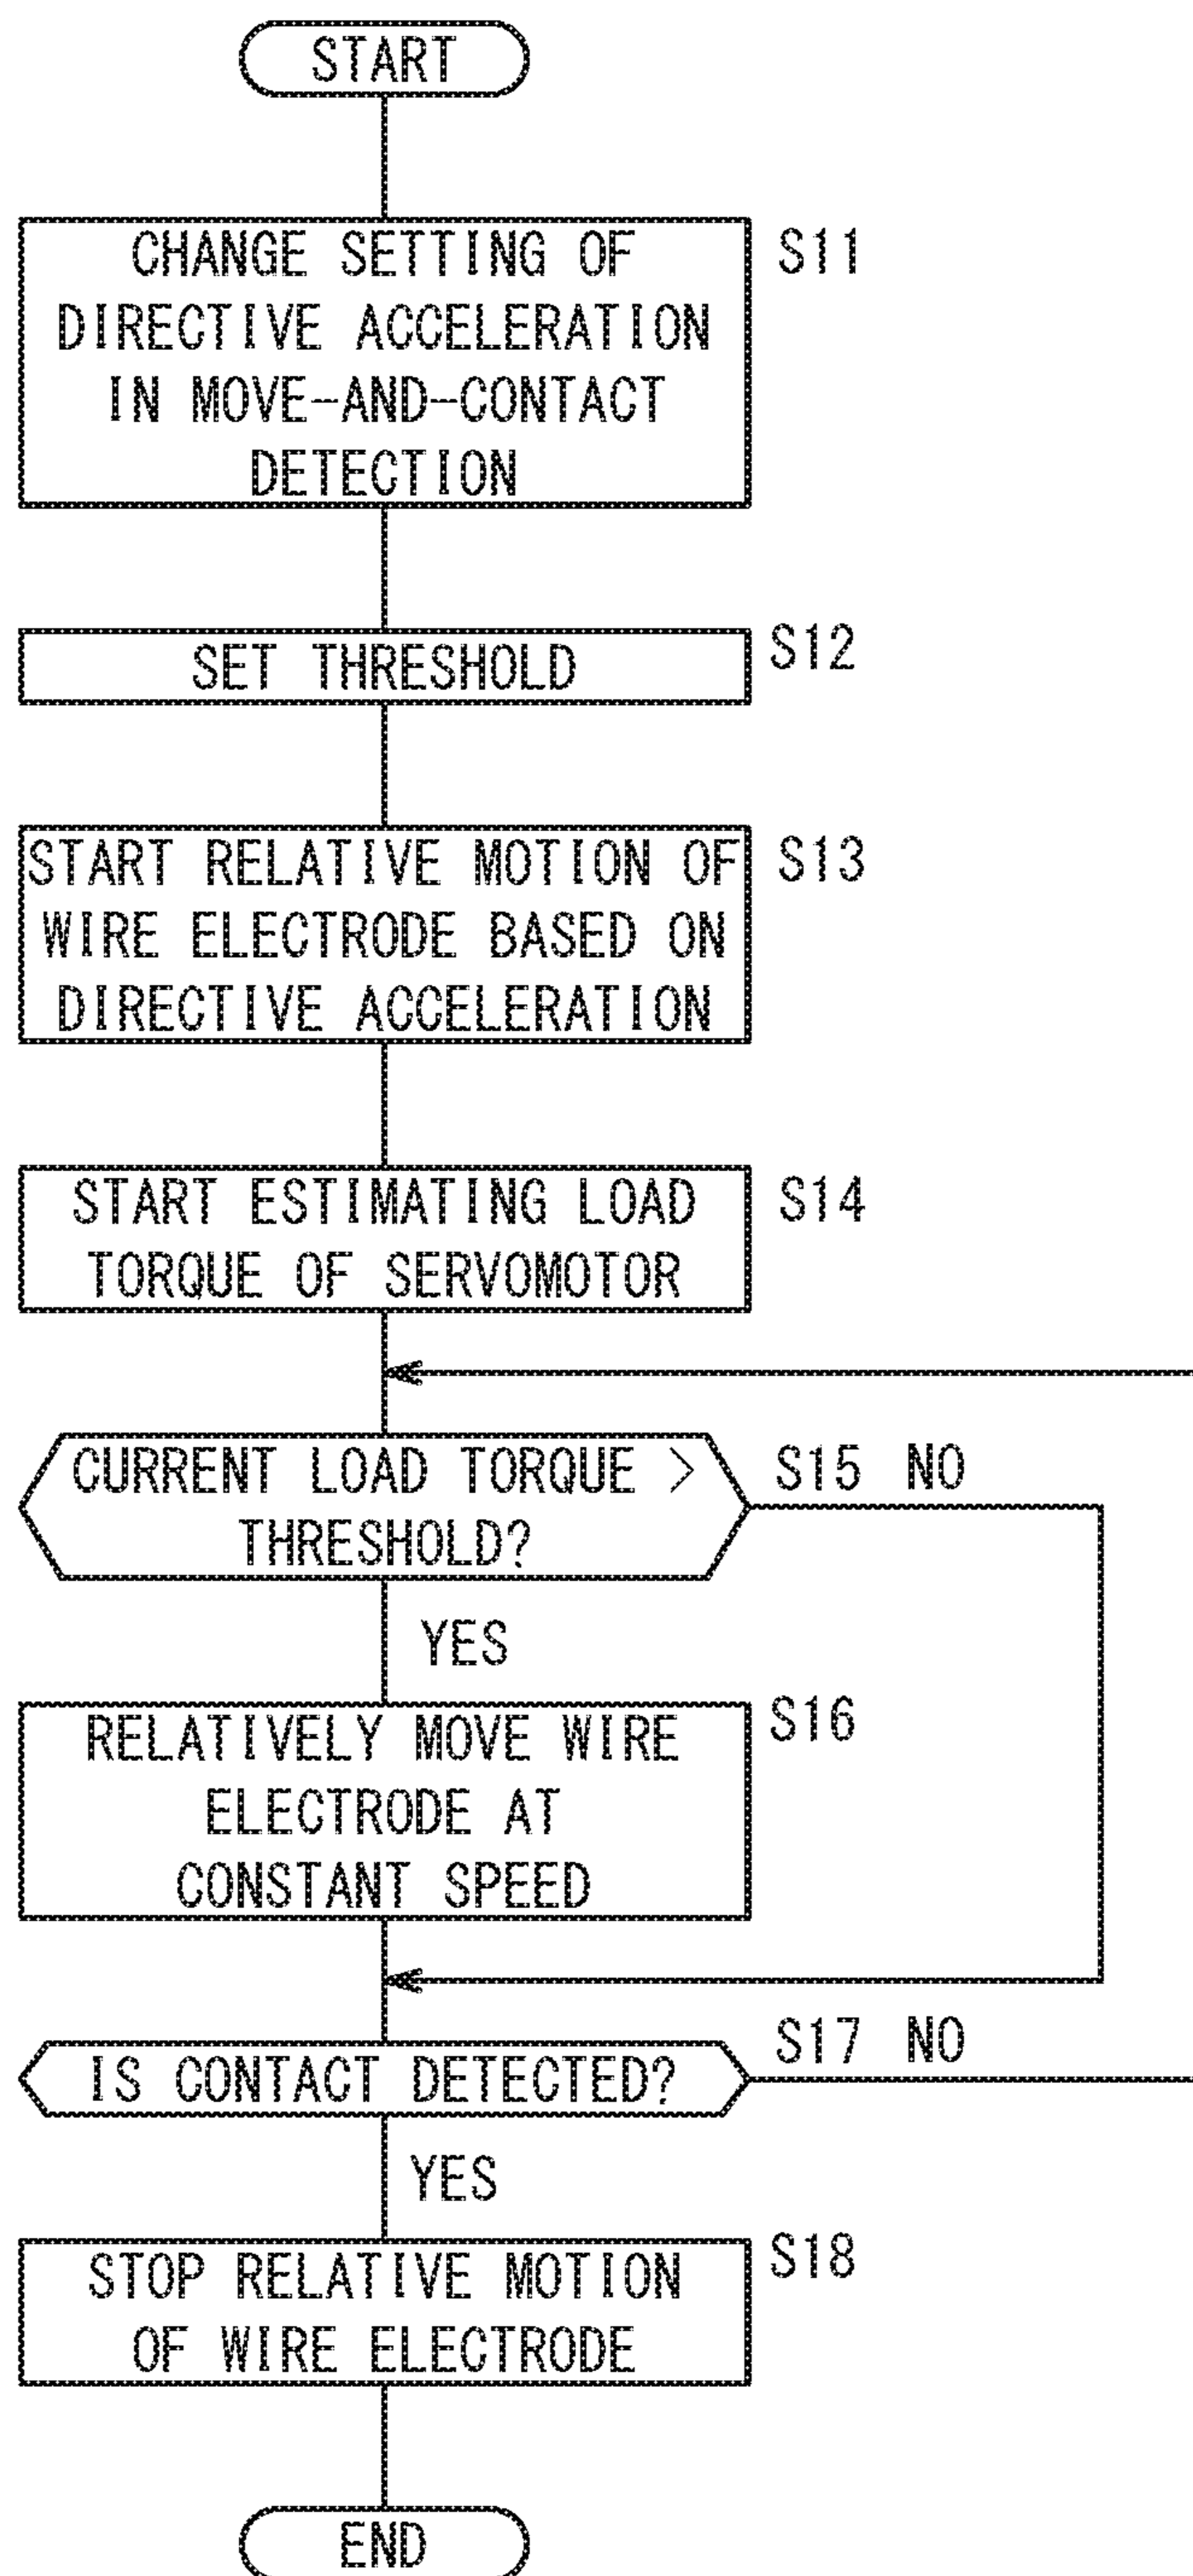 START
CHANGE SETTING OF
DIRECTIVE ACCELERATION
IN MOVE-AND-CONTACT
DETECTION
S11
SET THRESHOLD
S12
START RELATIVE MOTION OF
WIRE ELECTRODE BASED ON
DIRECTIVE ACCELERATION
S13
START ESTIMATING LOAD
TORQUE OF SERVOMOTOR
S14
CURRENT LOAD TORQUE >
THRESHOLD?
S15 NO
YES
RELATIVELY MOVE WIRE
ELECTRODE AT
CONSTANT SPEED
S16
IS CONTACT DETECTED?
S17 NO
YES
STOP RELATIVE MOTION
OF WIRE ELECTRODE
S18
END